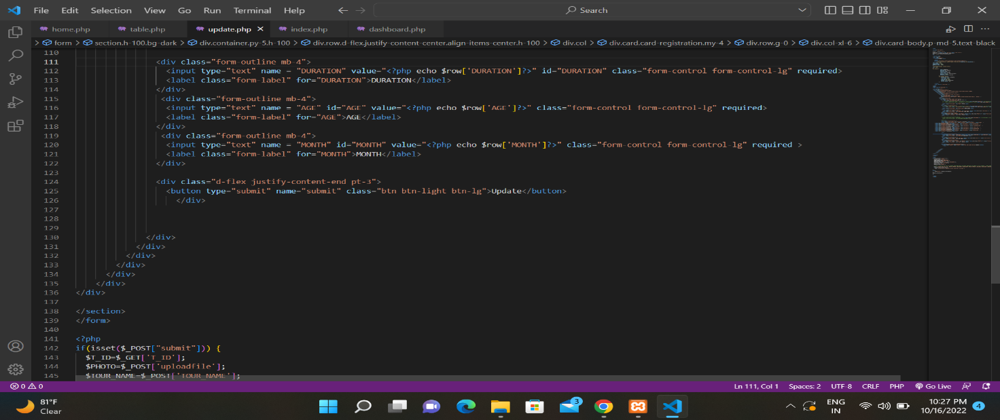 File Edit Selection View Go Run Terminal Help Search
home.php table.php update.php index.php dashboard.php
> form > section.h-100.bg-dark > div.container.py-5.h-100 > div.row.d-flex.justify-content-center.align-items-center.h-100 > div.col > div.card.card-registration.my-4 > div.row.g-0 > div.col-xl-6 > div.card-body.p-md-5.text-black
110
111 <div class="form-outline mb-4">
112 <input type="text" name = "DURATION" value="<?php echo $row['DURATION']?>" id="DURATION" class="form-control form-control-lg" required>
113 <label class="form-label" for="DURATION">DURATION</label>
114 </div>
115 <div class="form-outline mb-4">
116 <input type="text" name = "AGE" id="AGE" value="<?php echo $row['AGE']?>" class="form-control form-control-lg" required>
117 <label class="form-label" for="AGE">AGE</label>
118 </div>
119 <div class="form-outline mb-4">
120 <input type="text" name = "MONTH" id="MONTH" value="<?php echo $row['MONTH']?>" class="form-control form-control-lg" required >
121 <label class="form-label" for="MONTH">MONTH</label>
122 </div>
123
124 <div class="d-flex justify-content-end pt-3">
125 <button type="submit" name="submit" class="btn btn-light btn-lg">Update</button>
126 </div>
127
128
129
130 </div>
131 </div>
132 </div>
133 </div>
134 </div>
135 </div>
136 </div>
137
138 </section>
139 </form>
140
141 <?php
142 if(isset($_POST["submit"])) {
143 $T_ID=$_GET['T_ID'];
144 $PHOTO=$_POST['uploadfile'];
145 $TOUR_NAME=$_POST['TOUR_NAME'];
0 0 Ln 111, Col 1 Spaces: 2 UTF-8 CRLF PHP Go Live
81°F
Clear
3
ENG
IN
10:27 PM
10/16/2022
4